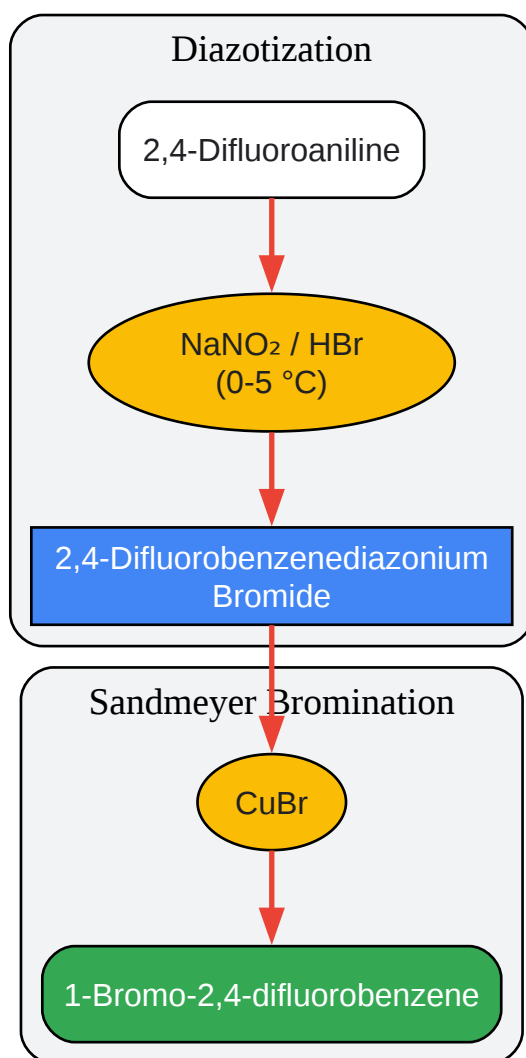 Diazotization
2,4-Difluoroaniline
NaNO₂ / HBr
(0-5 °C)
2,4-Difluorobenzenediazonium
Bromide
Sandmeyer Bromination
CuBr
1-Bromo-2,4-difluorobenzene